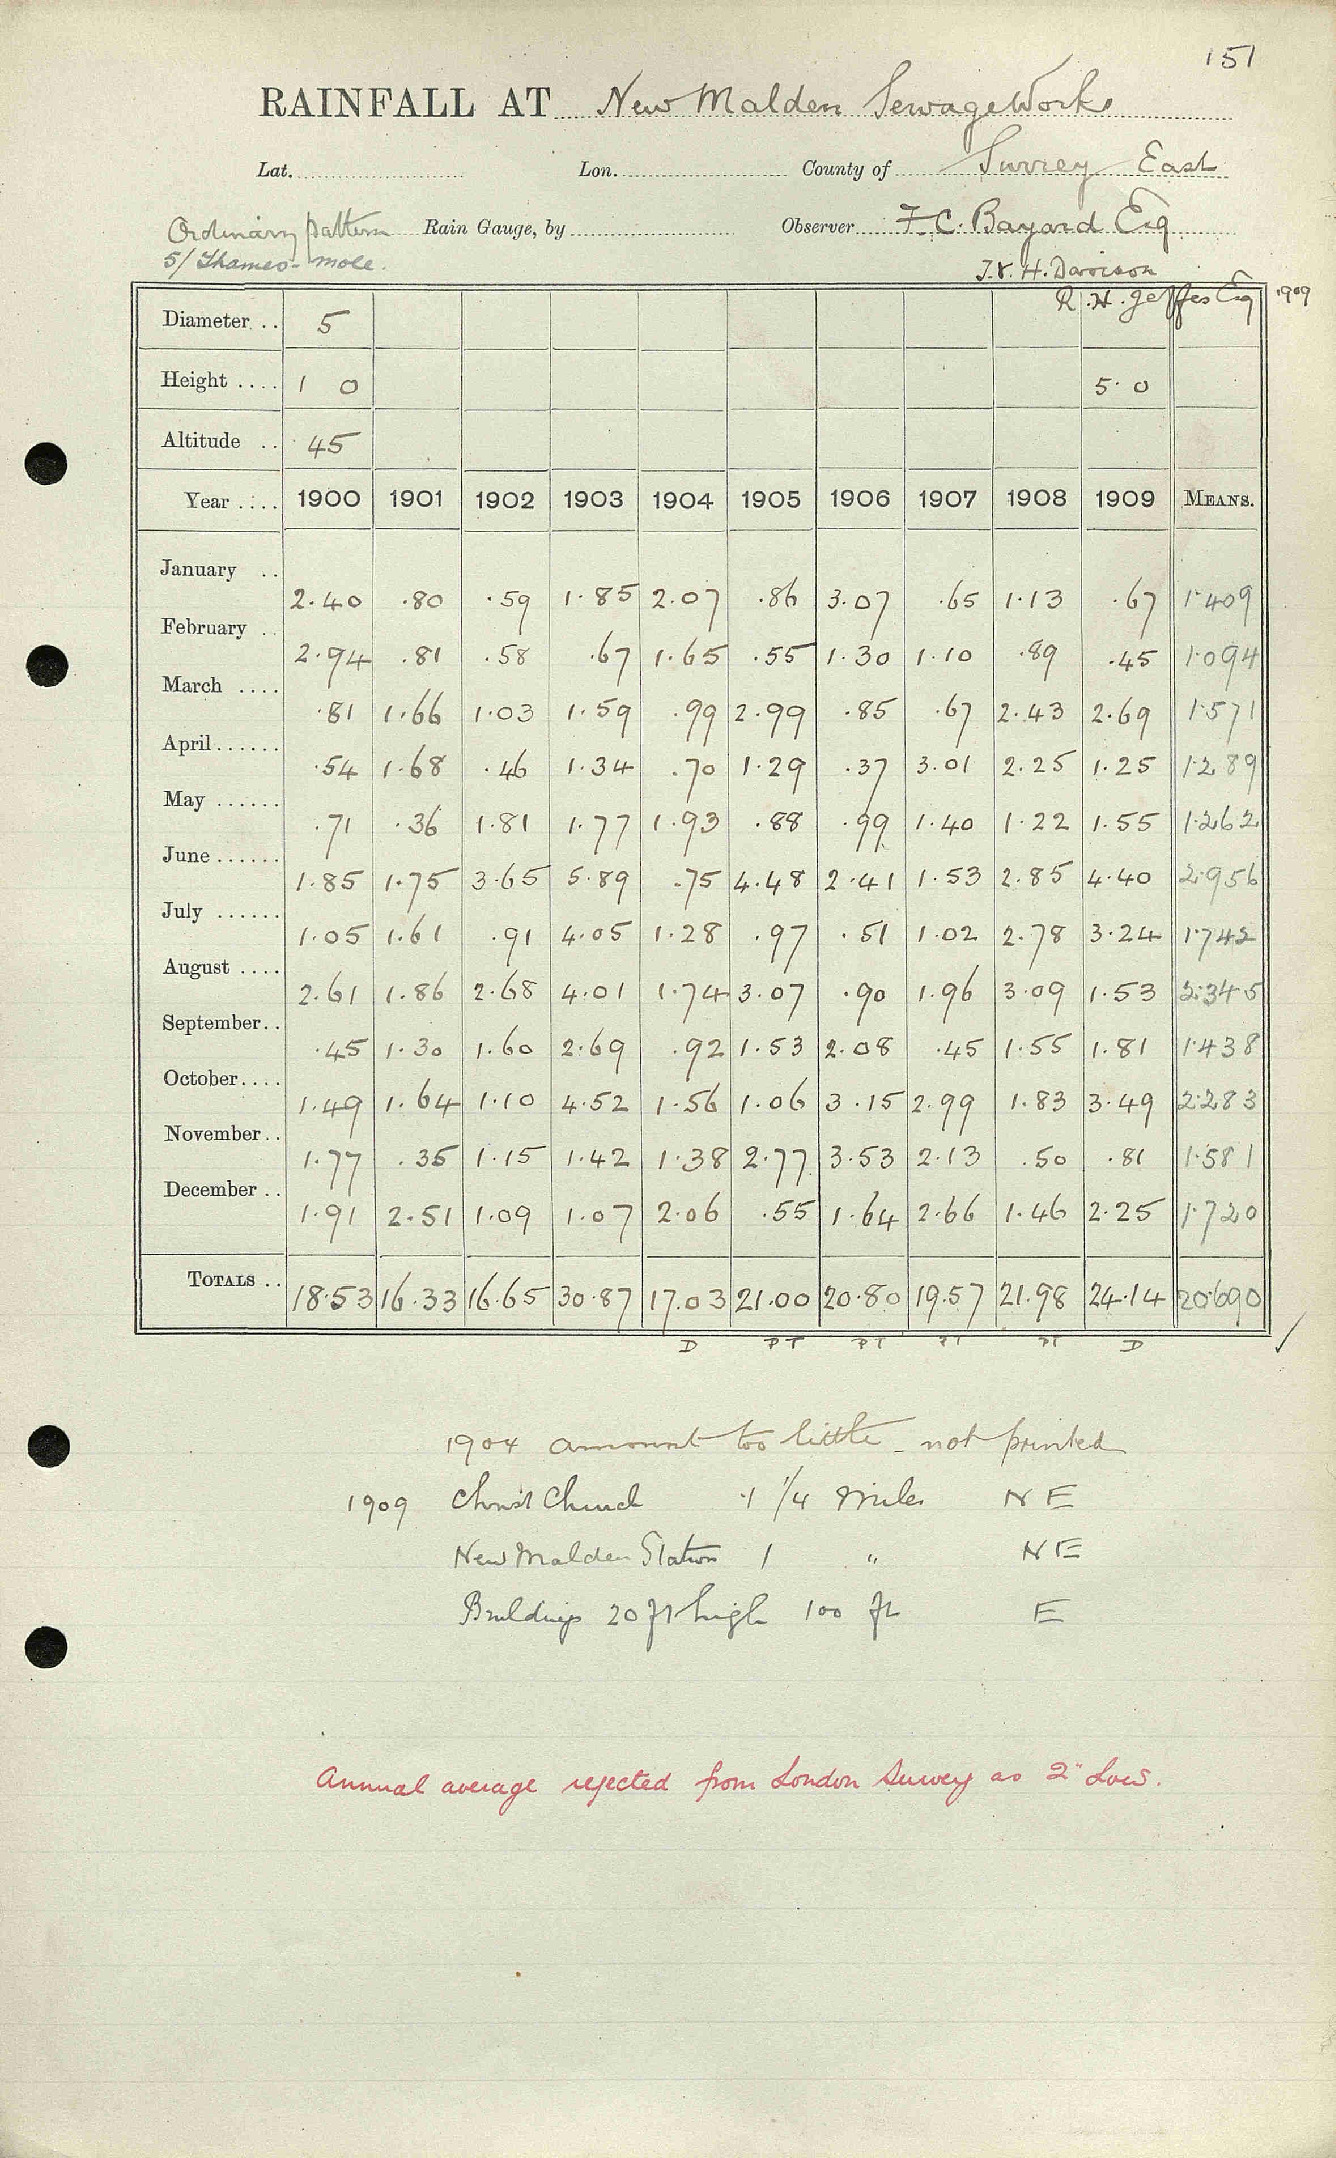 151
RAINFALL AT New Malden Sewage Works
Lat. Lon. County of Surrey East
Ordinary pattern Rain Gauge, by Observer F.C. Bayard Esq
5/ Thames-mole. J.V.H. Davison
R.H. Jeffes Esq 1909
Diameter .. 5
Height .... 1 0 5.0
Altitude .. 45
Year .... 1900 1901 1902 1903 1904 1905 1906 1907 1908 1909 MEANS.
January .. 2.40 .80 .59 1.85 2.07 .86 3.07 .65 1.13 .67 1.409
February .. 2.94 .81 .58 .67 1.65 .55 1.30 1.10 .89 .45 1.094
March .... .81 1.66 1.03 1.59 .99 2.99 .85 .67 2.43 2.69 1.571
April ...... .54 1.68 .46 1.34 .70 1.29 .37 3.01 2.25 1.25 1.289
May ...... .71 .36 1.81 1.77 1.93 .88 .99 1.40 1.22 1.55 1.262
June ...... 1.85 1.75 3.65 5.89 .75 4.48 2.41 1.53 2.85 4.40 2.956
July ...... 1.05 1.61 .91 4.05 1.28 .97 .51 1.02 2.78 3.24 1.742
August .... 2.61 1.86 2.68 4.01 1.74 3.07 .90 1.96 3.09 1.53 2.345
September.. .45 1.30 1.60 2.69 .92 1.53 2.08 .45 1.55 1.81 1.438
October.... 1.49 1.64 1.10 4.52 1.56 1.06 3.15 2.99 1.83 3.49 2.283
November.. 1.77 .35 1.15 1.42 1.38 2.77 3.53 2.13 .50 .81 1.581
December .. 1.91 2.51 1.09 1.07 2.06 .55 1.64 2.66 1.46 2.25 1.720
TOTALS .. 18.53 16.33 16.65 30.87 17.03 21.00 20.80 19.57 21.98 24.14 20.690
D PT PT PT PT D ✓
1904 amount too little - not printed
1909 Christ Church 1 1/4 miles NE
New Malden Station 1 " NE
Buildings 20 ft high 100 ft E
Annual average rejected from London Survey as 2" low.